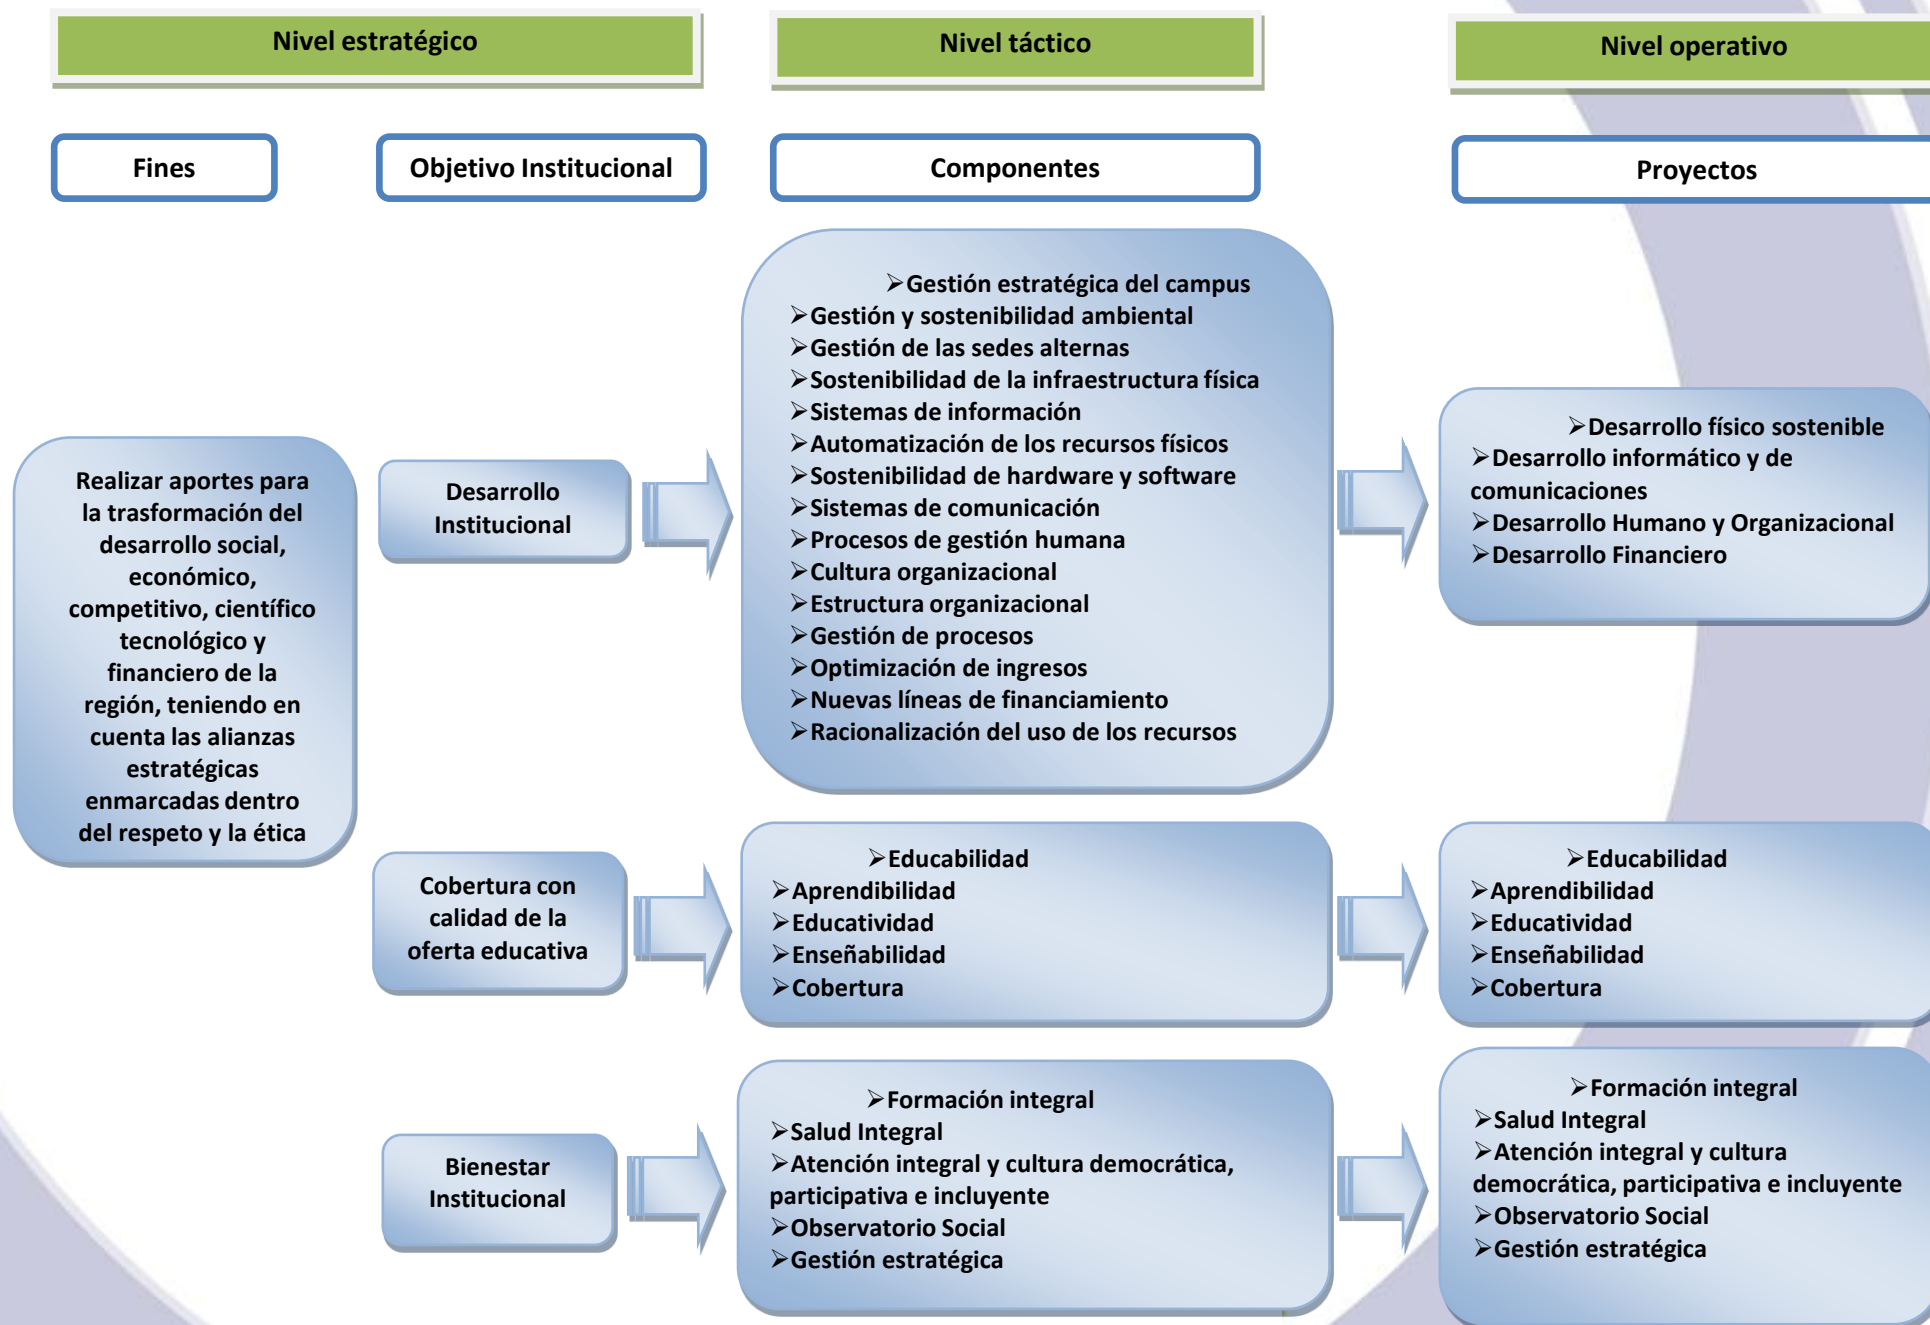 Nivel estratégico
Nivel táctico
Nivel operativo
Fines
Objetivo Institucional
Componentes
Proyectos
Realizar aportes para
la trasformación del
desarrollo social,
económico,
competitivo, científico
tecnológico y
financiero de la
región, teniendo en
cuenta las alianzas
estratégicas
enmarcadas dentro
del respeto y la ética
Desarrollo
Institucional
➢Gestión estratégica del campus
➢Gestión y sostenibilidad ambiental
➢Gestión de las sedes alternas
➢Sostenibilidad de la infraestructura física
➢Sistemas de información
➢Automatización de los recursos físicos
➢Sostenibilidad de hardware y software
➢Sistemas de comunicación
➢Procesos de gestión humana
➢Cultura organizacional
➢Estructura organizacional
➢Gestión de procesos
➢Optimización de ingresos
➢Nuevas líneas de financiamiento
➢Racionalización del uso de los recursos
➢Desarrollo físico sostenible
➢Desarrollo informático y de
comunicaciones
➢Desarrollo Humano y Organizacional
➢Desarrollo Financiero
Cobertura con
calidad de la
oferta educativa
➢Educabilidad
➢Aprendibilidad
➢Educatividad
➢Enseñabilidad
➢Cobertura
➢Educabilidad
➢Aprendibilidad
➢Educatividad
➢Enseñabilidad
➢Cobertura
Bienestar
Institucional
➢Formación integral
➢Salud Integral
➢Atención integral y cultura democrática,
participativa e incluyente
➢Observatorio Social
➢Gestión estratégica
➢Formación integral
➢Salud Integral
➢Atención integral y cultura
democrática, participativa e incluyente
➢Observatorio Social
➢Gestión estratégica